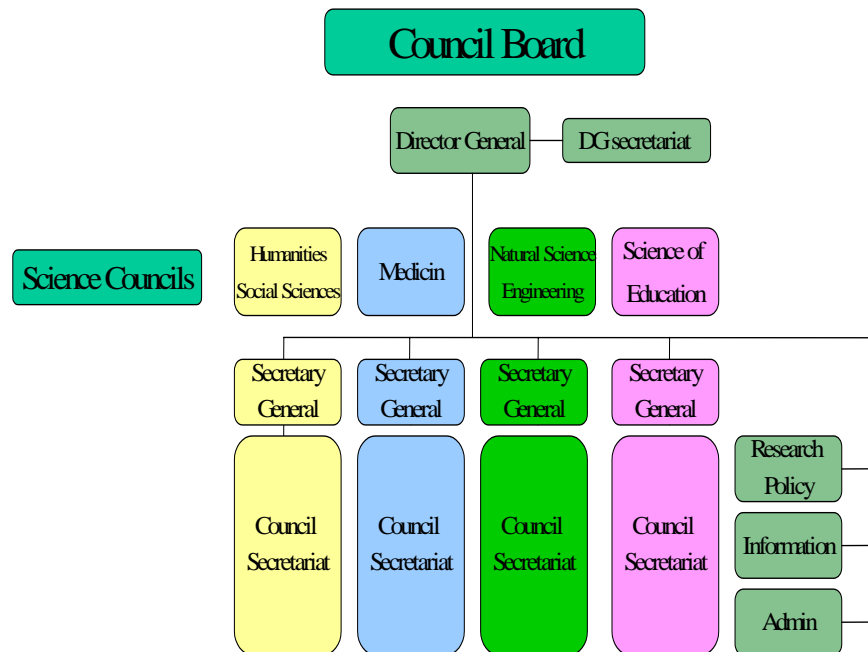 Council Board
Director General
DG secretariat
Science Councils
Humanities
Social Sciences
Medicin
Natural Science
Engineering
Science of
Education
Secretary
General
Secretary
General
Secretary
General
Secretary
General
Council
Secretariat
Council
Secretariat
Council
Secretariat
Council
Secretariat
Research
Policy
Information
Admin